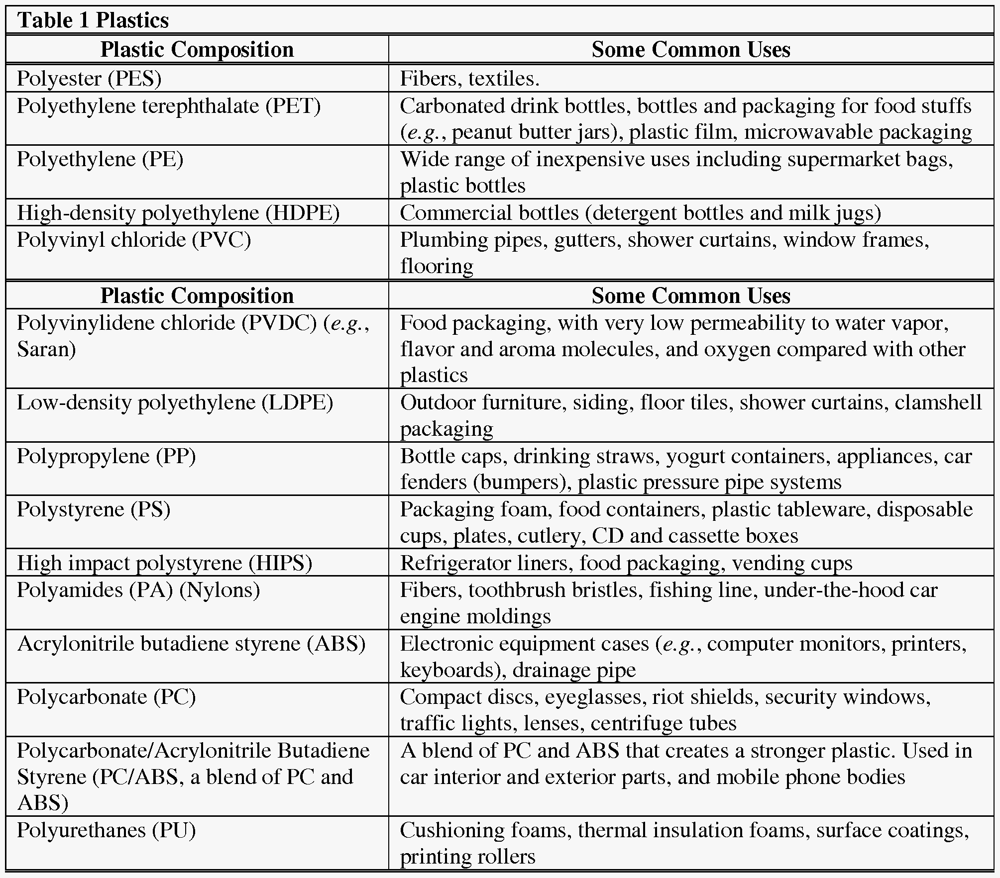 Table 1 Plastics
Plastic Composition
Some Common Uses
Polyester (PES)
Fibers, textiles.
Polyethylene terephthalate (PET)
Carbonated drink bottles, bottles and packaging for food stuffs
(e.g., peanut butter jars), plastic film, microwavable packaging
Polyethylene (PE)
Wide range of inexpensive uses including supermarket bags,
plastic bottles
High-density polyethylene (HDPE)
Commercial bottles (detergent bottles and milk jugs)
Polyvinyl chloride (PVC)
Plumbing pipes, gutters, shower curtains, window frames,
flooring
Plastic Composition
Some Common Uses
Polyvinylidene chloride (PVDC) (e.g.,
Saran)
Food packaging, with very low permeability to water vapor,
flavor and aroma molecules, and oxygen compared with other
plastics
Low-density polyethylene (LDPE)
Outdoor furniture, siding, floor tiles, shower curtains, clamshell
packaging
Polypropylene (PP)
Bottle caps, drinking straws, yogurt containers, appliances, car
fenders (bumpers), plastic pressure pipe systems
Polystyrene (PS)
Packaging foam, food containers, plastic tableware, disposable
cups, plates, cutlery, CD and cassette boxes
High impact polystyrene (HIPS)
Refrigerator liners, food packaging, vending cups
Polyamides (PA) (Nylons)
Fibers, toothbrush bristles, fishing line, under-the-hood car
engine moldings
Acrylonitrile butadiene styrene (ABS)
Electronic equipment cases (e.g., computer monitors, printers,
keyboards), drainage pipe
Polycarbonate (PC)
Compact discs, eyeglasses, riot shields, security windows,
traffic lights, lenses, centrifuge tubes
Polycarbonate/Acrylonitrile Butadiene
Styrene (PC/ABS, a blend of PC and
ABS)
A blend of PC and ABS that creates a stronger plastic. Used in
car interior and exterior parts, and mobile phone bodies
Polyurethanes (PU)
Cushioning foams, thermal insulation foams, surface coatings,
printing rollers